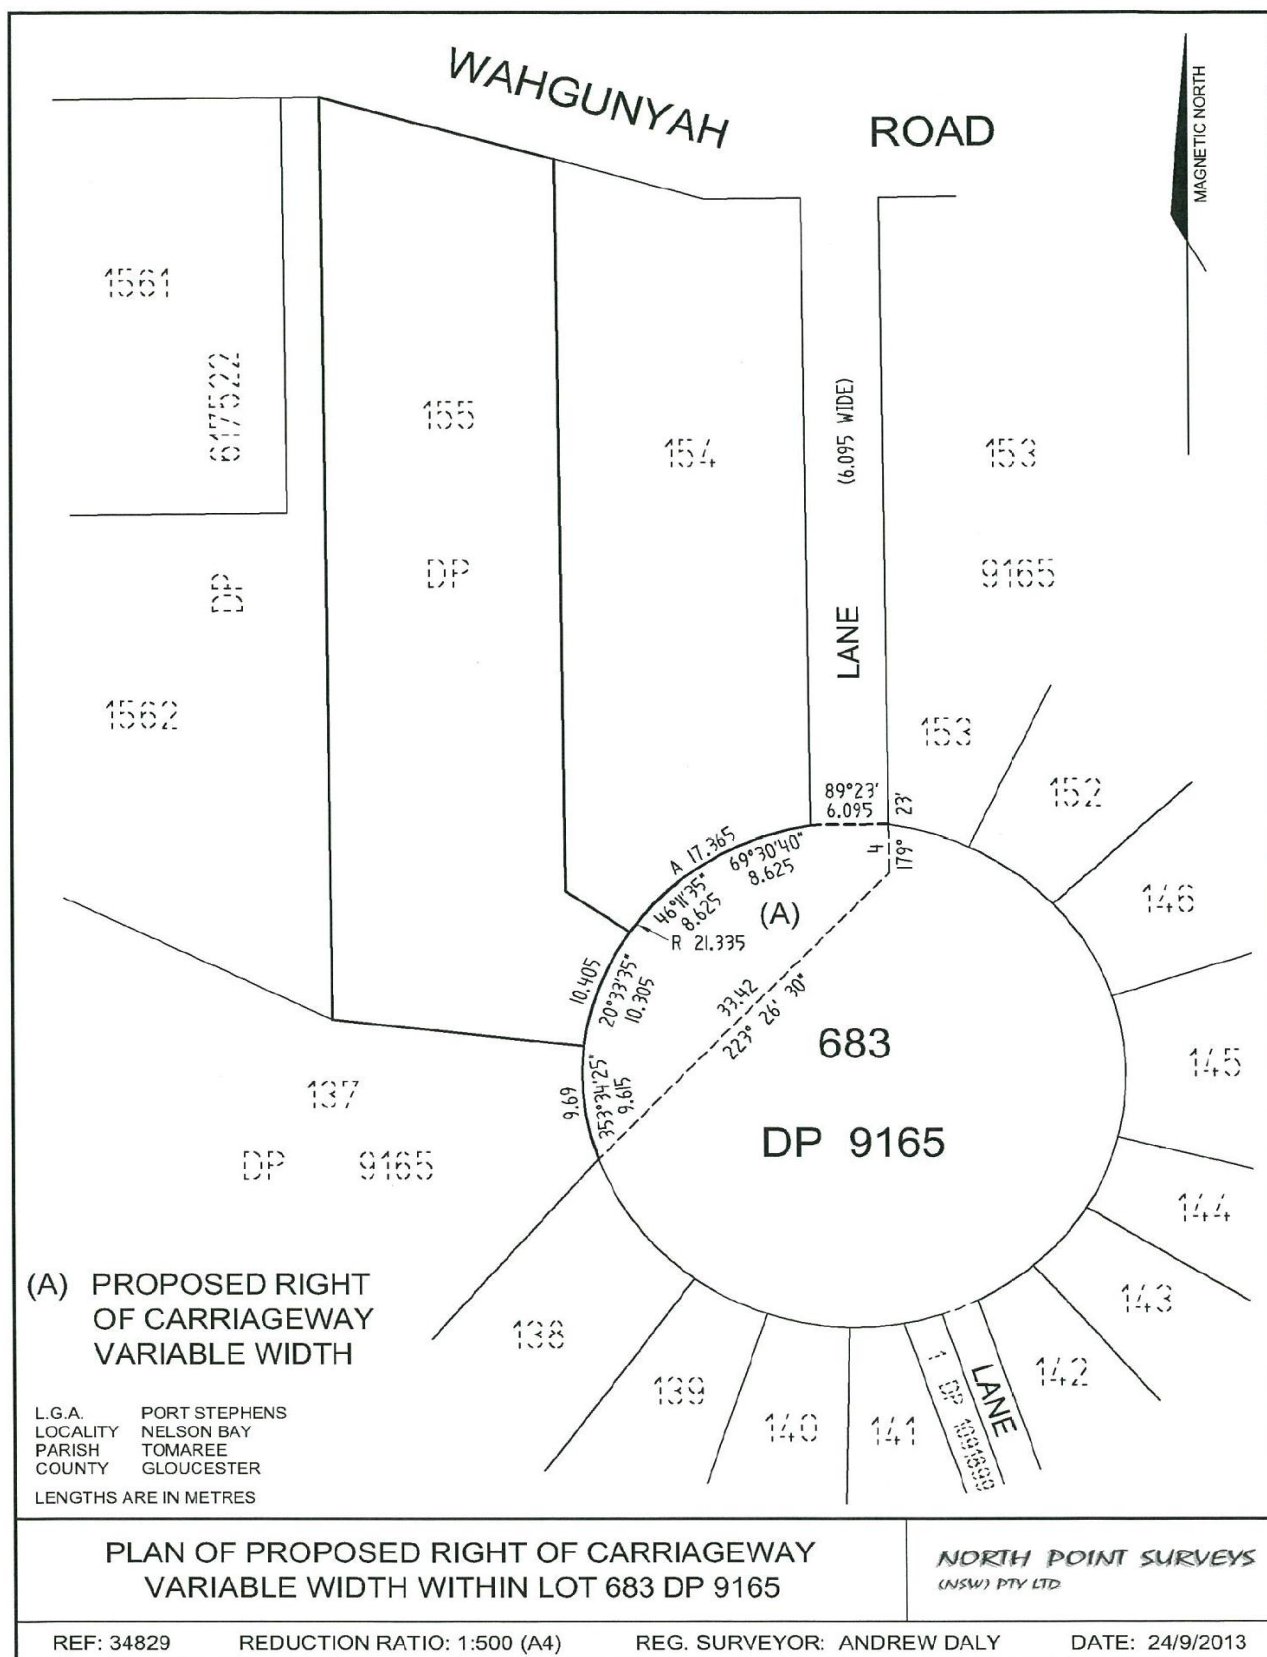 WAHGUNYAH ROAD
MAGNETIC NORTH
1561
617522
155
154
(6.095 WIDE)
153
DP
DP
9165
LANE
1562
153
152
89°23'
6.095
23'
179°
4
A 17.365
69°30'40"
8.625
46°11'35"
8.625
(A)
R 21.335
146
10.405
20°33'35"
10.305
33.42
223° 26' 30"
683
145
9.69
353°34'25"
9.615
137
DP 9165
DP 9165
144
(A) PROPOSED RIGHT
OF CARRIAGEWAY
VARIABLE WIDTH
143
138
139
140
141
1 DP 1091899
LANE
142
L.G.A. PORT STEPHENS
LOCALITY NELSON BAY
PARISH TOMAREE
COUNTY GLOUCESTER
LENGTHS ARE IN METRES
PLAN OF PROPOSED RIGHT OF CARRIAGEWAY
VARIABLE WIDTH WITHIN LOT 683 DP 9165
NORTH POINT SURVEYS
(NSW) PTY LTD
REF: 34829 REDUCTION RATIO: 1:500 (A4) REG. SURVEYOR: ANDREW DALY DATE: 24/9/2013